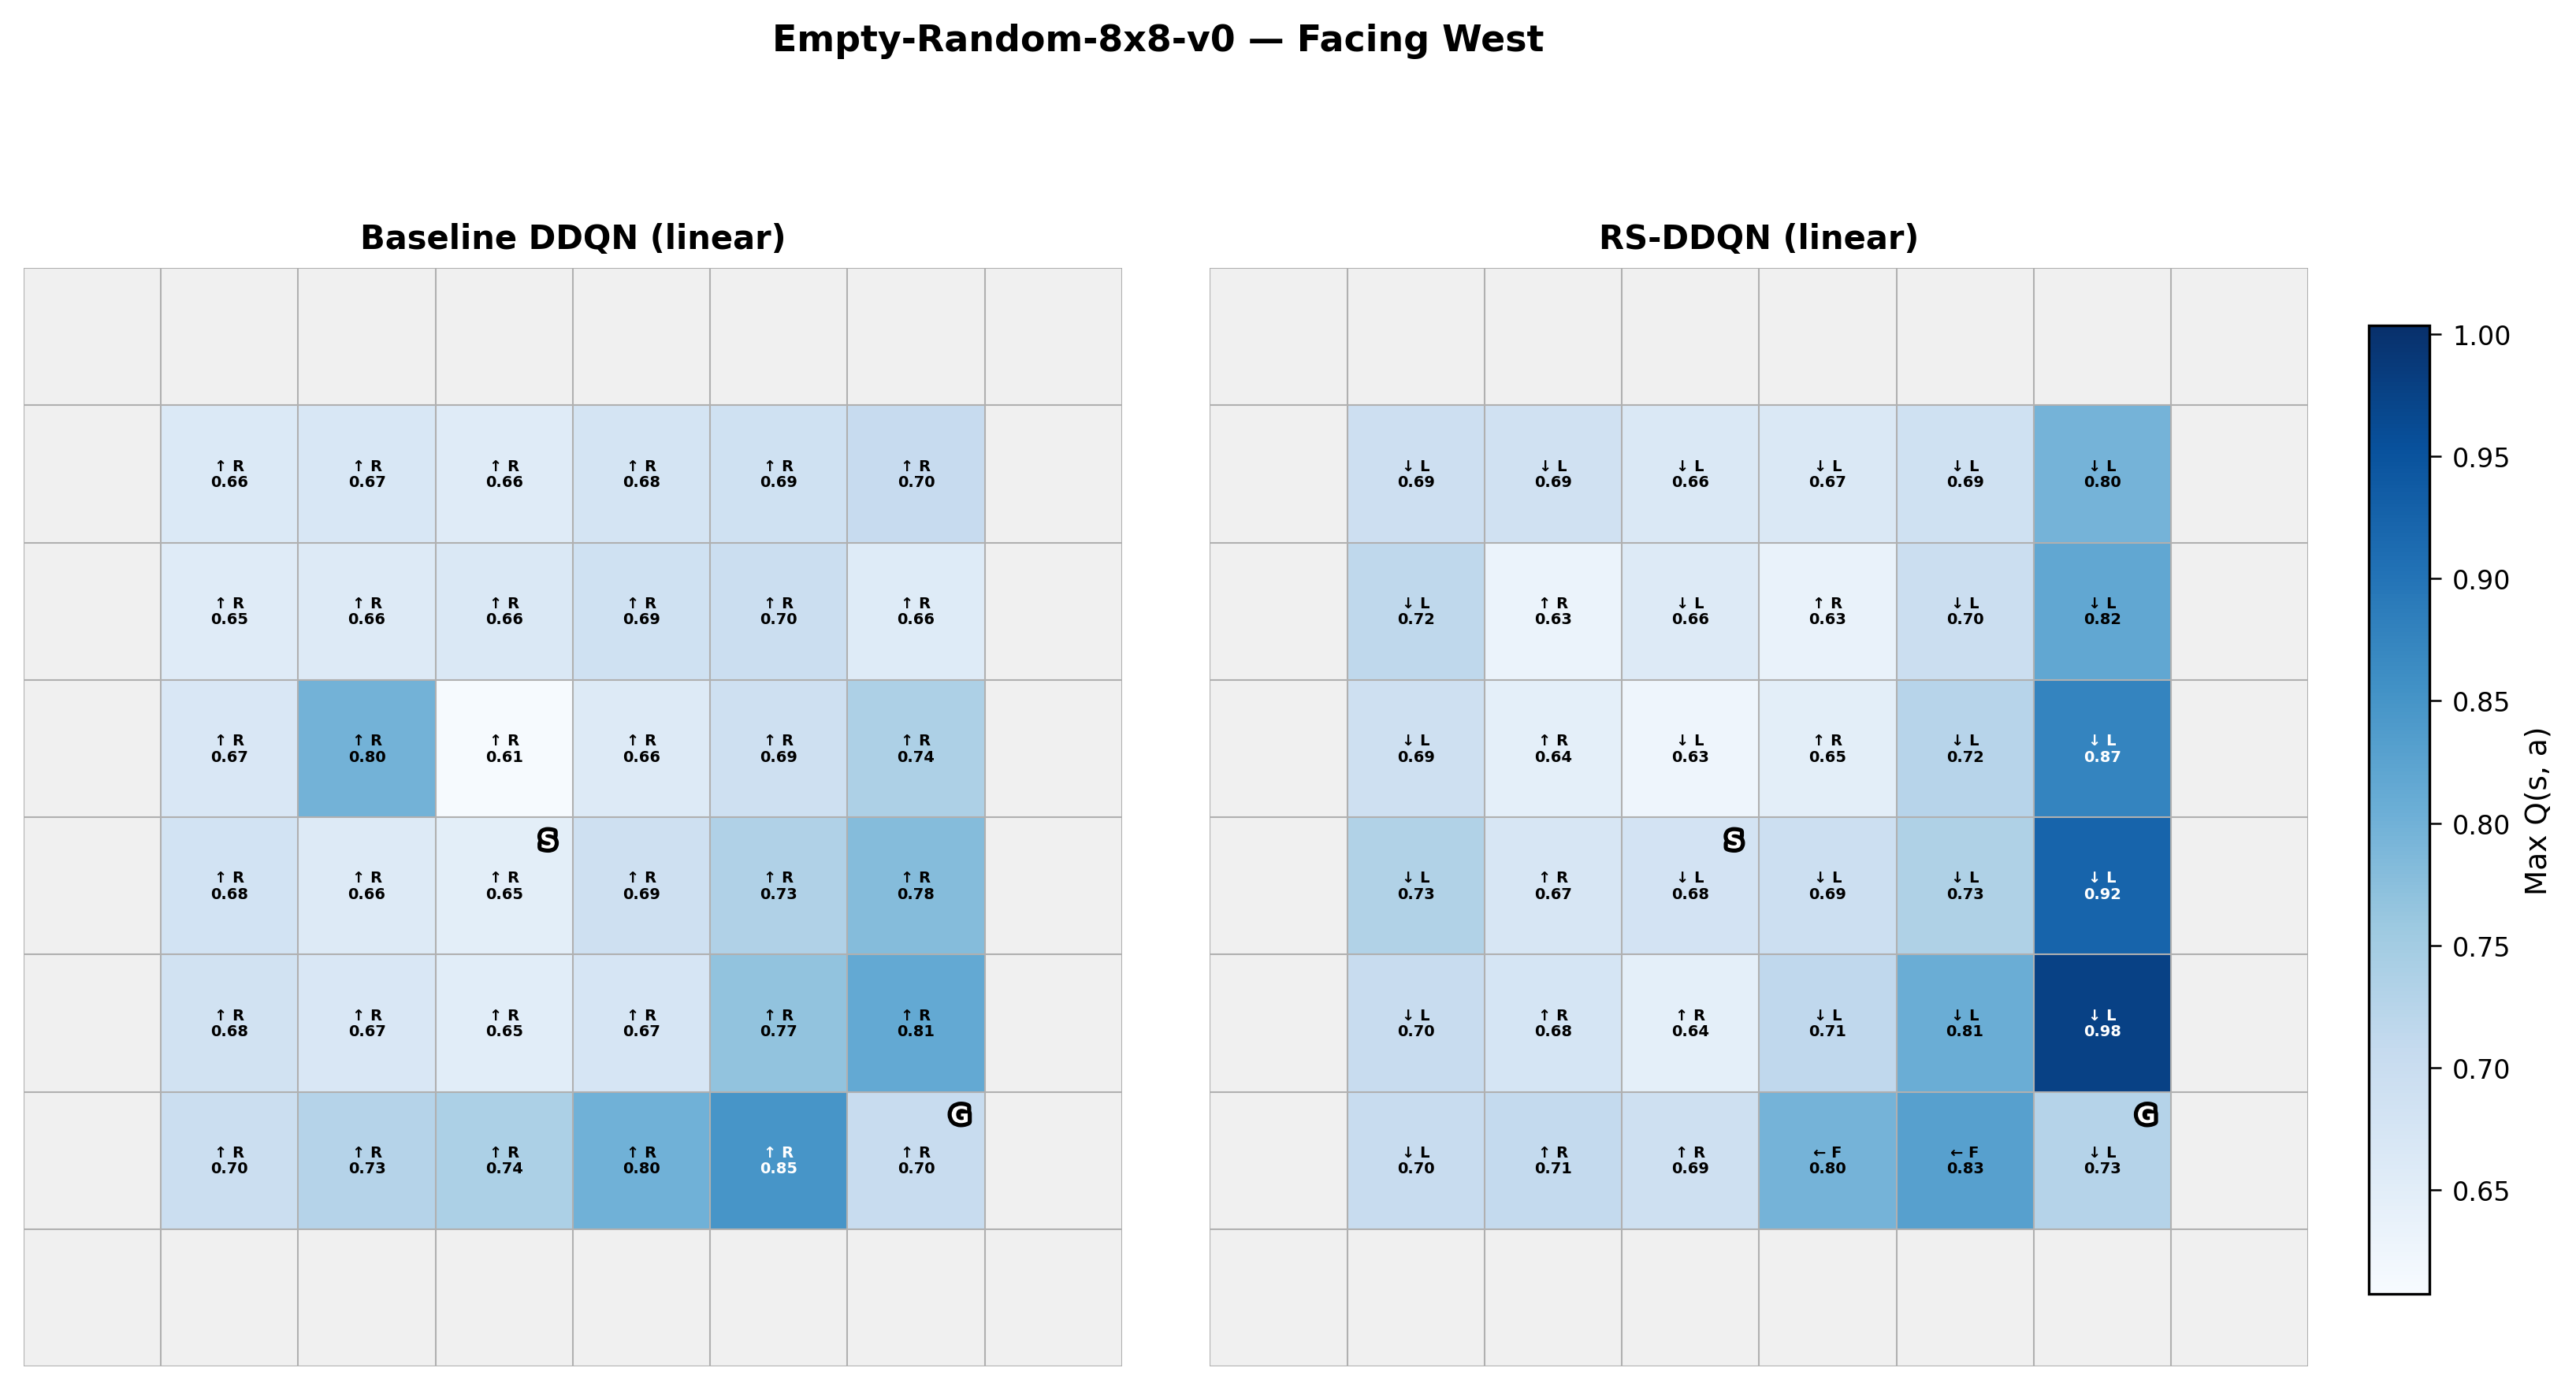 Empty-Random-8x8-v0 — Facing West
Baseline DDQN (linear)
↑ R ↑ R ↑ R ↑ R ↑ R ↑ R
0.66 0.67 0.66 0.68 0.69 0.70
↑ R ↑ R ↑ R ↑ R ↑ R ↑ R
0.65 0.66 0.66 0.69 0.70 0.66
↑ R ↑ R ↑ R ↑ R ↑ R ↑ R
0.67 0.80 0.61 0.66 0.69 0.74
S
↑ R ↑ R ↑ R ↑ R ↑ R ↑ R
0.68 0.66 0.65 0.69 0.73 0.78
↑ R ↑ R ↑ R ↑ R ↑ R ↑ R
0.68 0.67 0.65 0.67 0.77 0.81
G
↑ R ↑ R ↑ R ↑ R ↑ R ↑ R
0.70 0.73 0.74 0.80 0.85 0.70
RS-DDQN (linear)
↓ L ↓ L ↓ L ↓ L ↓ L ↓ L
0.69 0.69 0.66 0.67 0.69 0.80
↓ L ↑ R ↓ L ↑ R ↓ L ↓ L
0.72 0.63 0.66 0.63 0.70 0.82
↓ L ↑ R ↓ L ↑ R ↓ L ↓ L
0.69 0.64 0.63 0.65 0.72 0.87
S
↓ L ↑ R ↓ L ↓ L ↓ L ↓ L
0.73 0.67 0.68 0.69 0.73 0.92
↓ L ↑ R ↑ R ↓ L ↓ L ↓ L
0.70 0.68 0.64 0.71 0.81 0.98
G
↓ L ↑ R ↑ R ← F ← F ↓ L
0.70 0.71 0.69 0.80 0.83 0.73
1.00
0.95
0.90
0.85
0.80
0.75
0.70
0.65
Max Q(s, a)